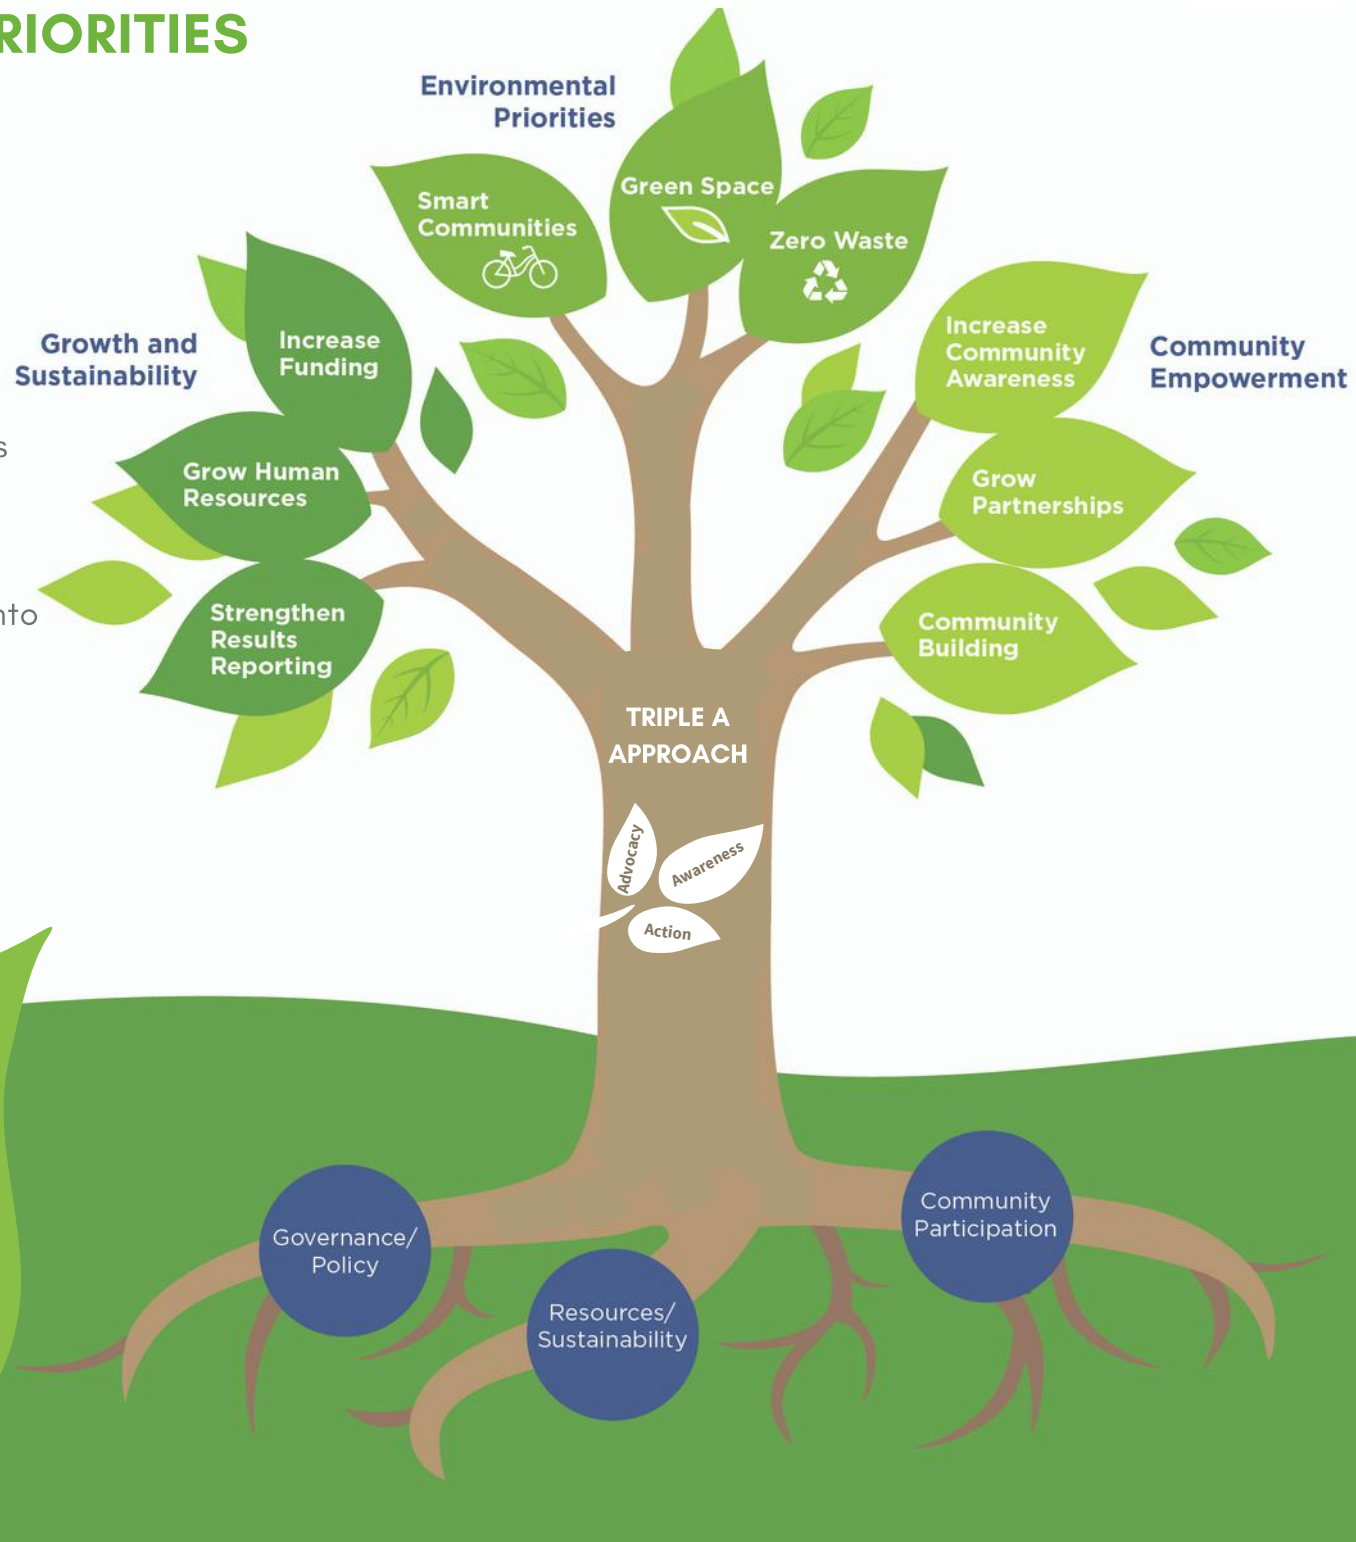 RIORITIES
Environmental
Priorities
Smart
Communities
Green Space
Zero Waste
Growth and
Sustainability
Increase
Funding
Grow Human
Resources
Strengthen
Results
Reporting
Increase
Community
Awareness
Community
Empowerment
Grow
Partnerships
Community
Building
s
nto
TRIPLE A
APPROACH
Advocacy
Awareness
Action
Governance/
Policy
Resources/
Sustainability
Community
Participation